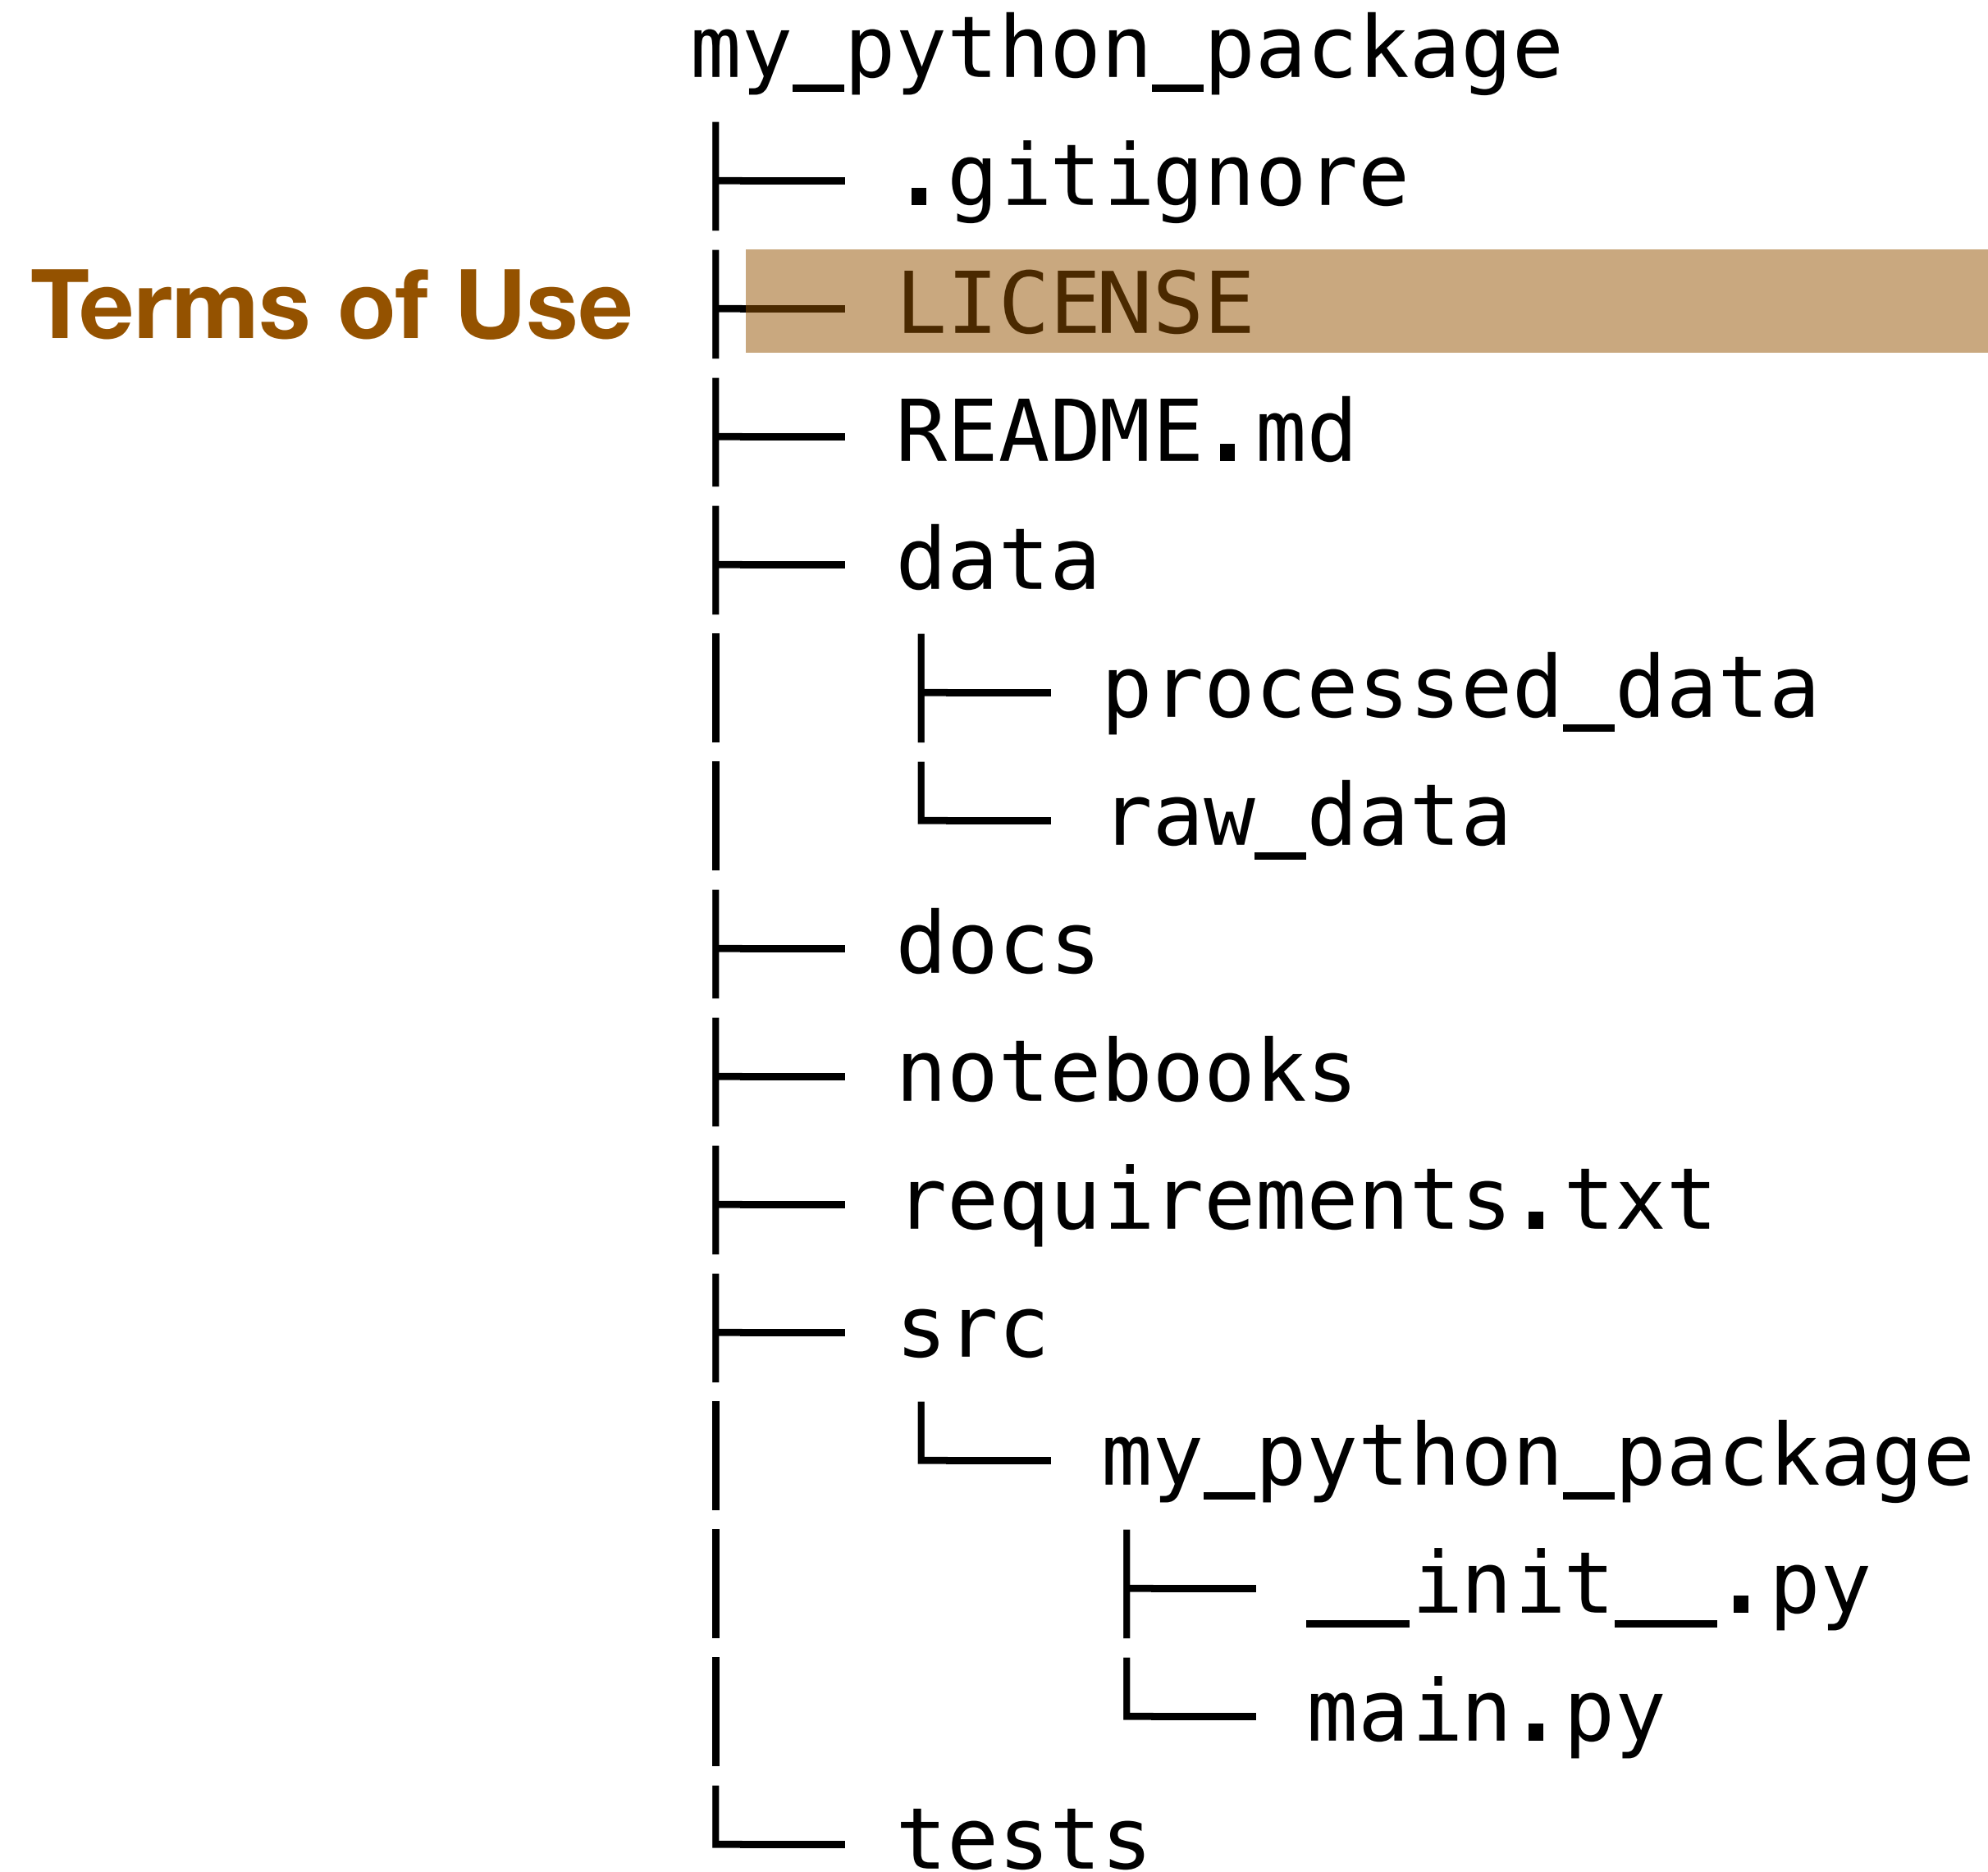 my_python_package
├── .gitignore
Terms of Use ├── LICENSE
├── README.md
├── data
│   ├── processed_data
│   └── raw_data
├── docs
├── notebooks
├── requirements.txt
├── src
│   └── my_python_package
│       ├── __init__.py
│       └── main.py
└── tests